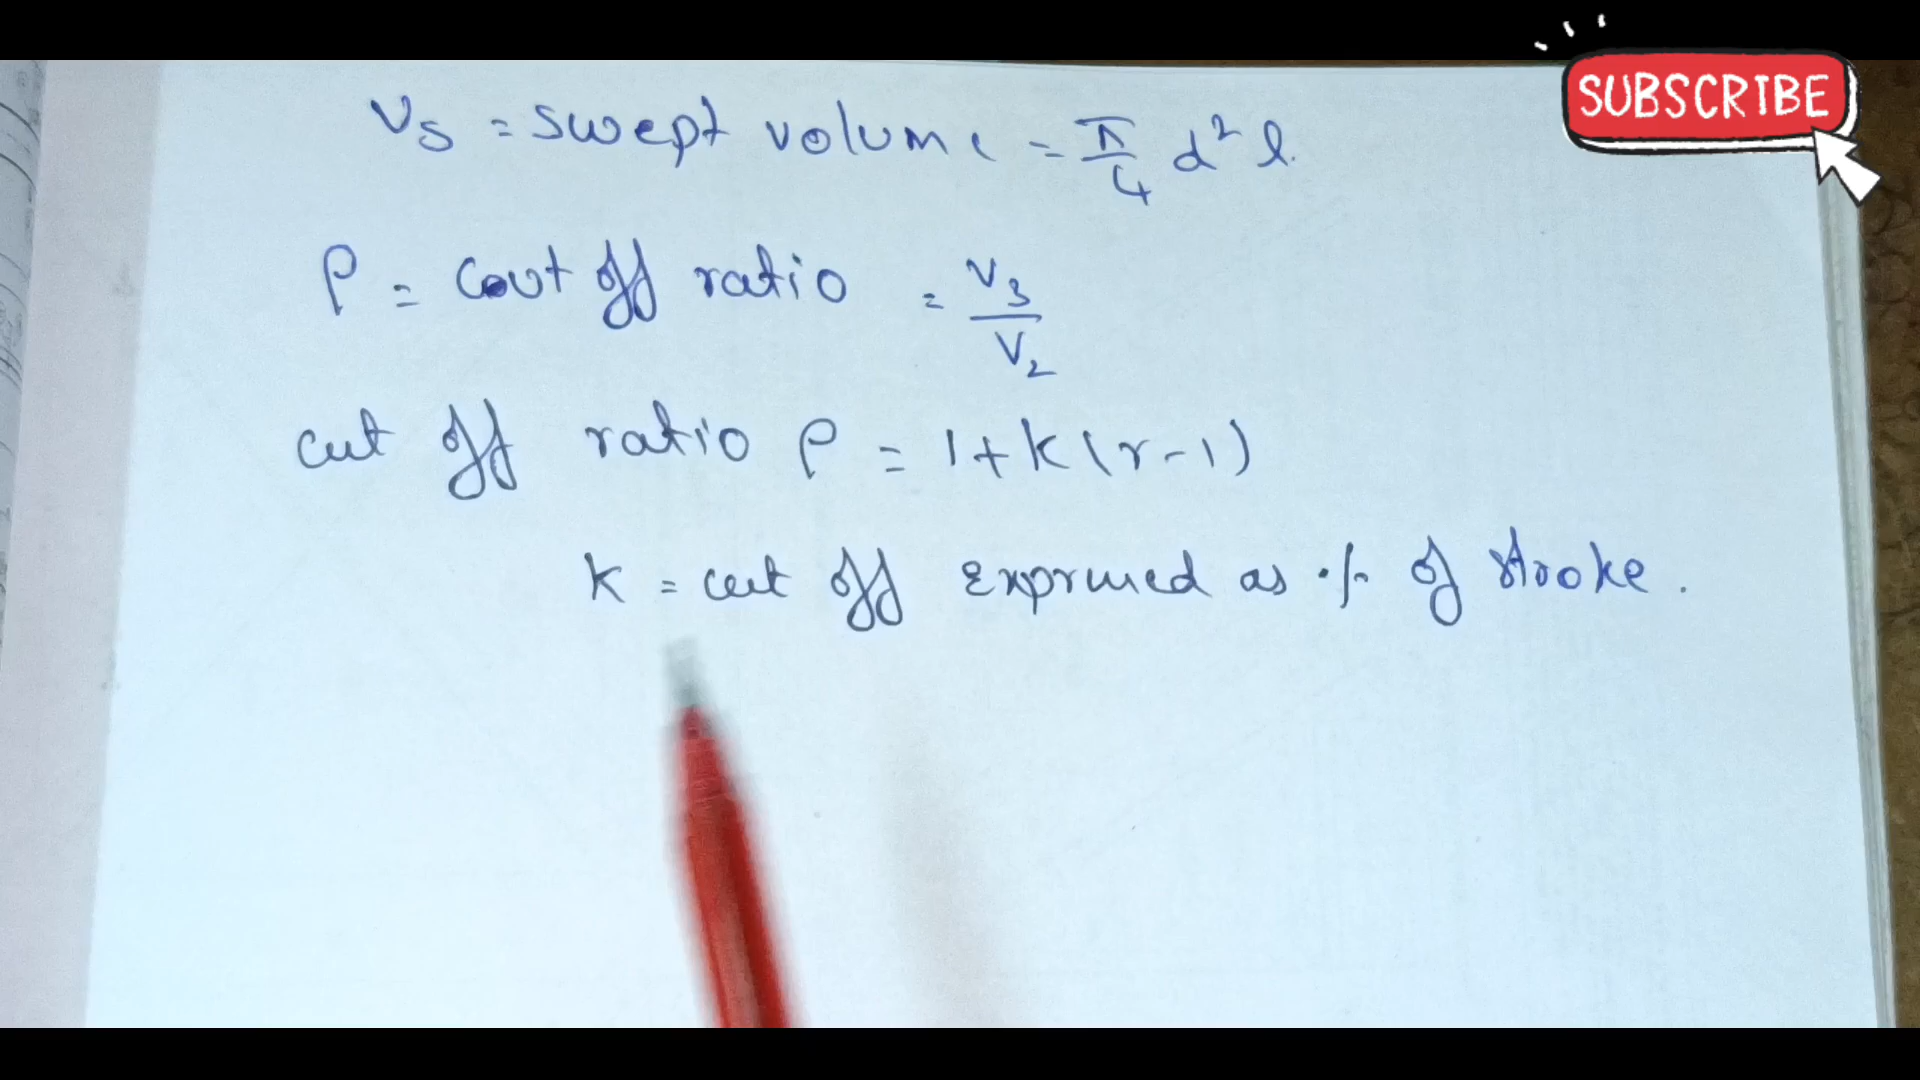 SUBSCRIBE
Vs = swept volume = π/4 d² l.
ρ = Cout off ratio = V3/V2
cut off ratio ρ = 1+k(r-1)
k = cut off expressed as % of stroke.